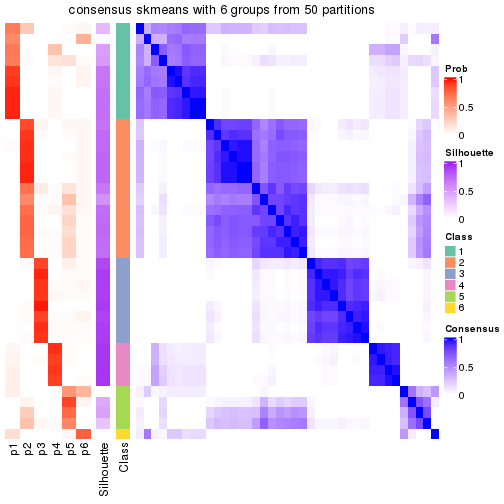 consensus skmeans with 6 groups from 50 partitions
Prob
1
0.5
0
Silhouette
1
0.5
0
Class
1
2
3
4
5
6
Consensus
1
0.5
0
p1
p2
p3
p4
p5
p6
Silhouette
Class